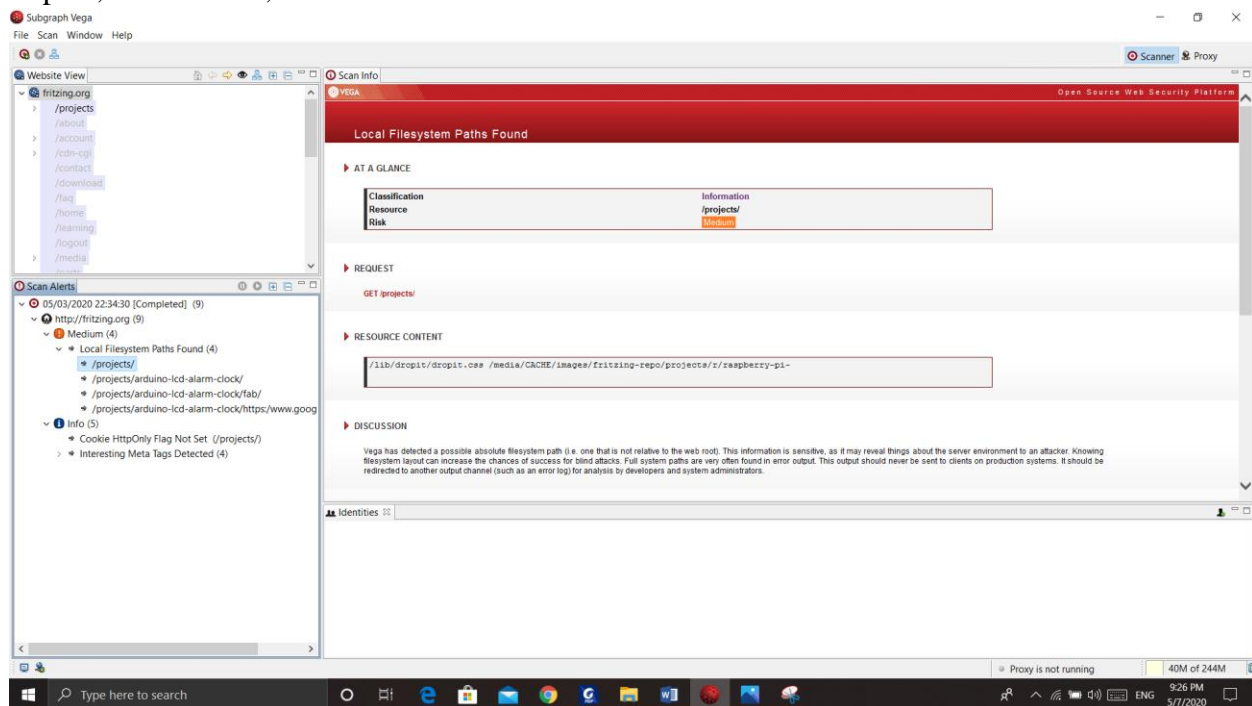 Subgraph Vega
File Scan Window Help
Scanner Proxy
Website View
fritzing.org
/projects
/about
/account
/cdn-cgi
/contact
/download
/faq
/home
/learning
/logout
/media
Scan Alerts
05/03/2020 22:34:30 [Completed] (9)
http://fritzing.org (9)
Medium (4)
Local Filesystem Paths Found (4)
/projects/
/projects/arduino-lcd-alarm-clock/
/projects/arduino-lcd-alarm-clock/fab/
/projects/arduino-lcd-alarm-clock/https:/www.goog
Info (5)
Cookie HttpOnly Flag Not Set (/projects/)
Interesting Meta Tags Detected (4)
Scan Info
VEGA Open Source Web Security Platform
Local Filesystem Paths Found
AT A GLANCE
Classification Information
Resource /projects/
Risk Medium
REQUEST
GET /projects/
RESOURCE CONTENT
/lib/dropit/dropit.css /media/CACHE/images/fritzing-repo/projects/r/raspberry-pi-
DISCUSSION
Vega has detected a possible absolute filesystem path (i.e. one that is not relative to the web root). This information is sensitive, as it may reveal things about the server environment to an attacker. Knowing
filesystem layout can increase the chances of success for blind attacks. Full system paths are very often found in error output. This output should never be sent to clients on production systems. It should be
redirected to another output channel (such as an error log) for analysis by developers and system administrators.
Identities
Proxy is not running 40M of 244M
Type here to search
ENG
9:26 PM
5/7/2020